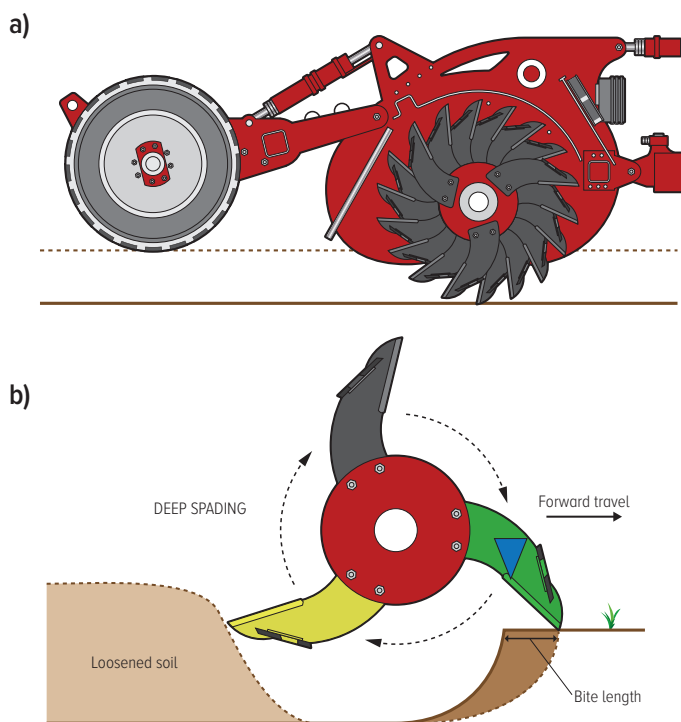 a)
b)
DEEP SPADING
Forward travel
Loosened soil
Bite length